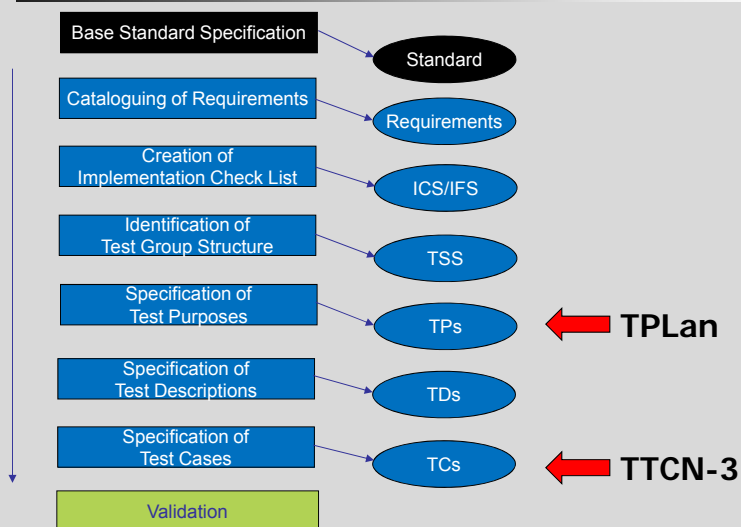 Base Standard Specification
Standard
Cataloguing of Requirements
Requirements
Creation of
Implementation Check List
ICS/IFS
Identification of
Test Group Structure
TSS
Specification of
Test Purposes
TPs
TPLan
Specification of
Test Descriptions
TDs
Specification of
Test Cases
TCs
TTCN-3
Validation